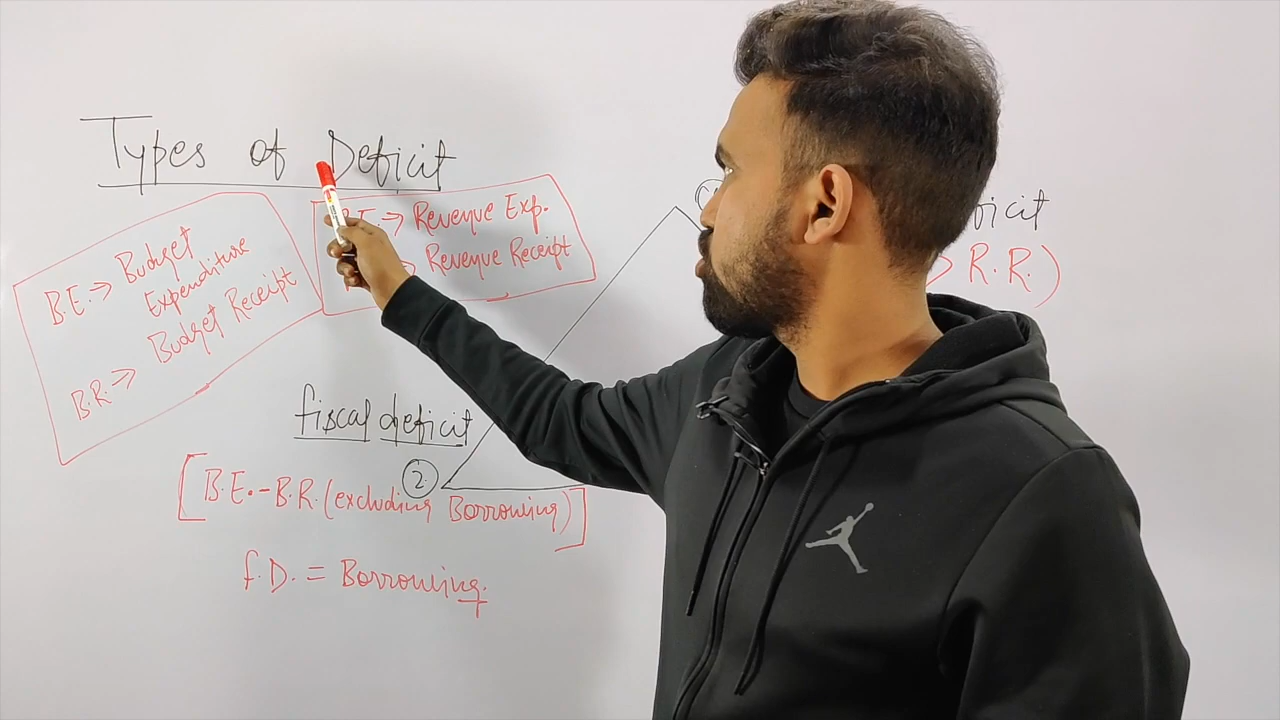 Types of Deficit
B.E. → Budget
Expenditure
B.R. → Budget Receipt
.E. → Revenue Exp.
→ Revenue Receipt
icit
> R.R.)
fiscal deficit
2.
[B.E.-B.R.(excluding Borrowing)]
f.D. = Borrowing.